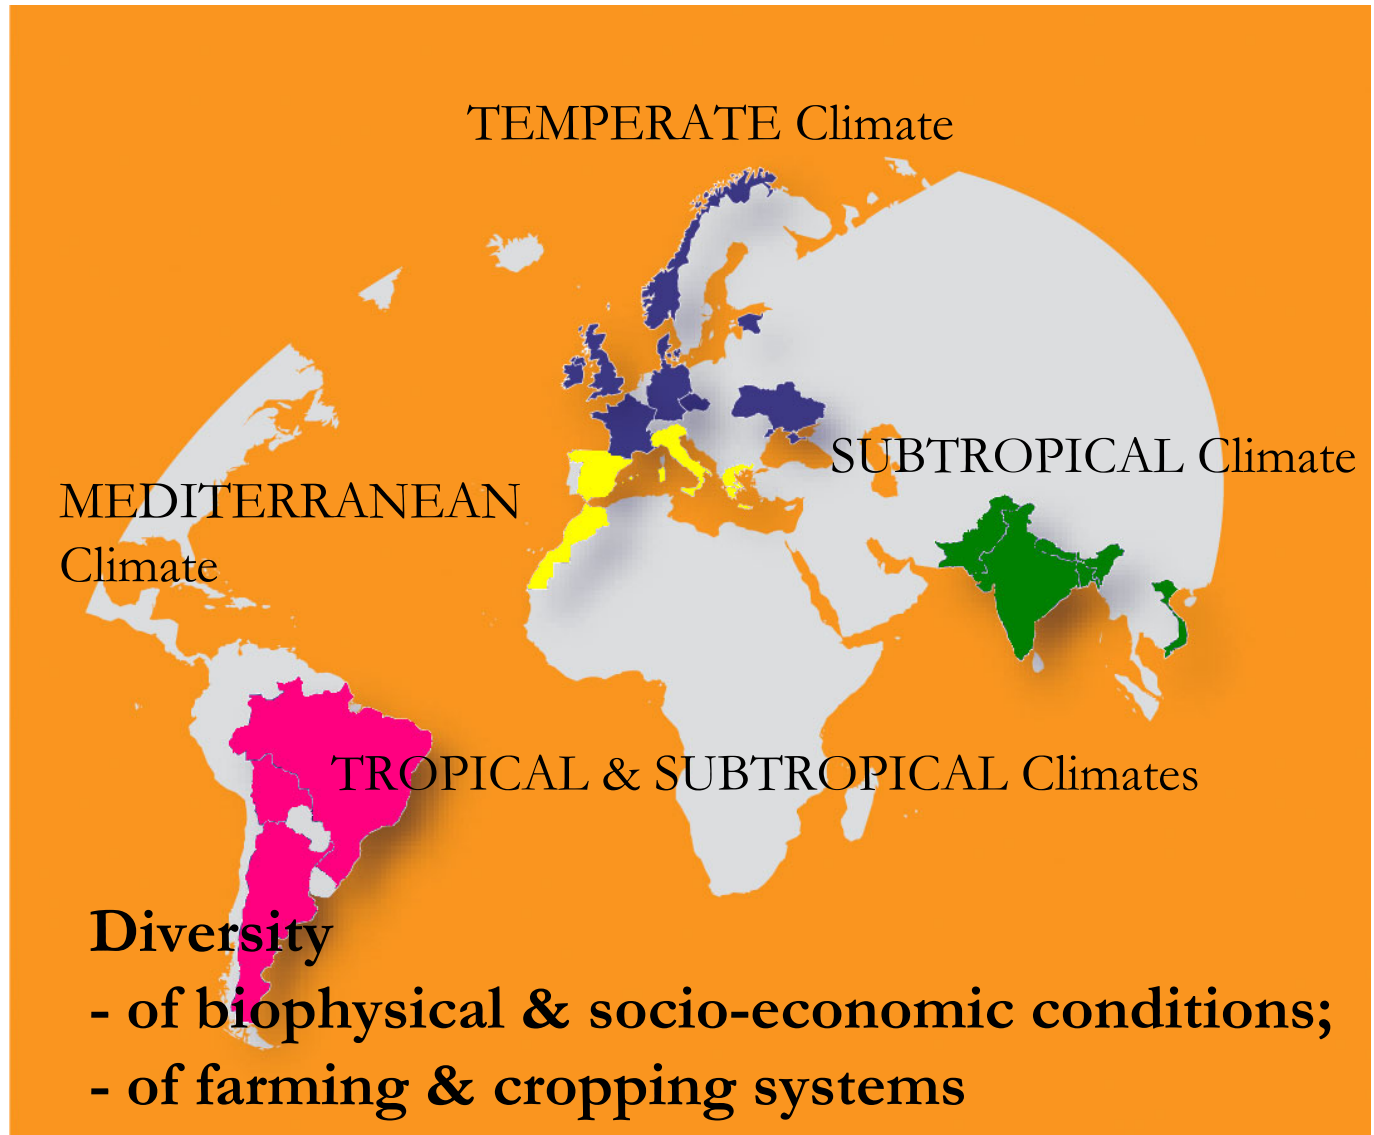 TEMPERATE Climate
SUBTROPICAL Climate
MEDITERRANEAN
Climate
TROPICAL & SUBTROPICAL Climates
Diversity
- of biophysical & socio-economic conditions;
- of farming & cropping systems